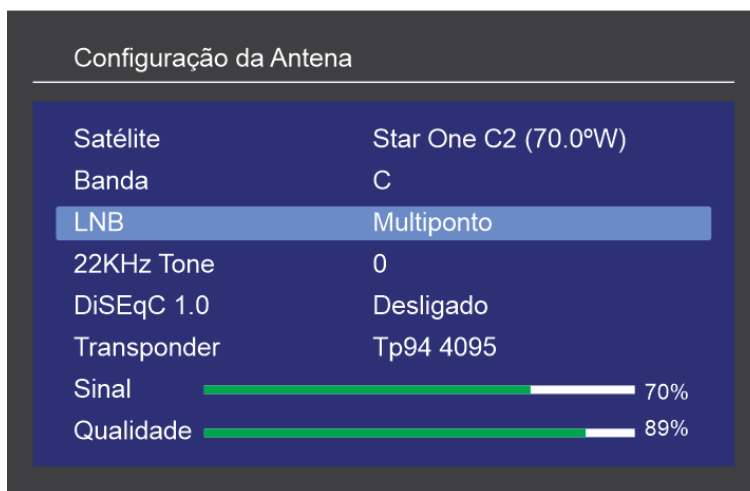 Configuração da Antena
Satélite Star One C2 (70.0ºW)
Banda C
LNB Multiponto
22KHz Tone 0
DiSEqC 1.0 Desligado
Transponder Tp94 4095
Sinal 70%
Qualidade 89%